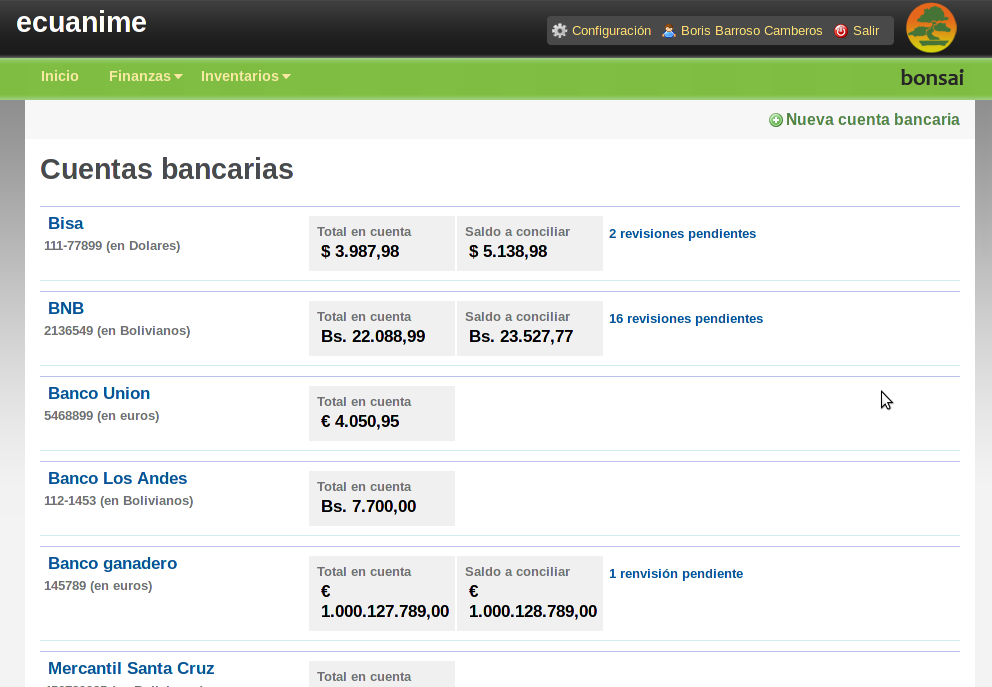 ecuanime
Configuración Boris Barroso Camberos Salir
Inicio Finanzas Inventarios
bonsai
Nueva cuenta bancaria
Cuentas bancarias
Bisa
111-77899 (en Dolares)
Total en cuenta
$ 3.987,98
Saldo a conciliar
$ 5.138,98
2 revisiones pendientes
BNB
2136549 (en Bolivianos)
Total en cuenta
Bs. 22.088,99
Saldo a conciliar
Bs. 23.527,77
16 revisiones pendientes
Banco Union
5468899 (en euros)
Total en cuenta
€ 4.050,95
Banco Los Andes
112-1453 (en Bolivianos)
Total en cuenta
Bs. 7.700,00
Banco ganadero
145789 (en euros)
Total en cuenta
€
1.000.127.789,00
Saldo a conciliar
€
1.000.128.789,00
1 renvisión pendiente
Mercantil Santa Cruz
Total en cuenta